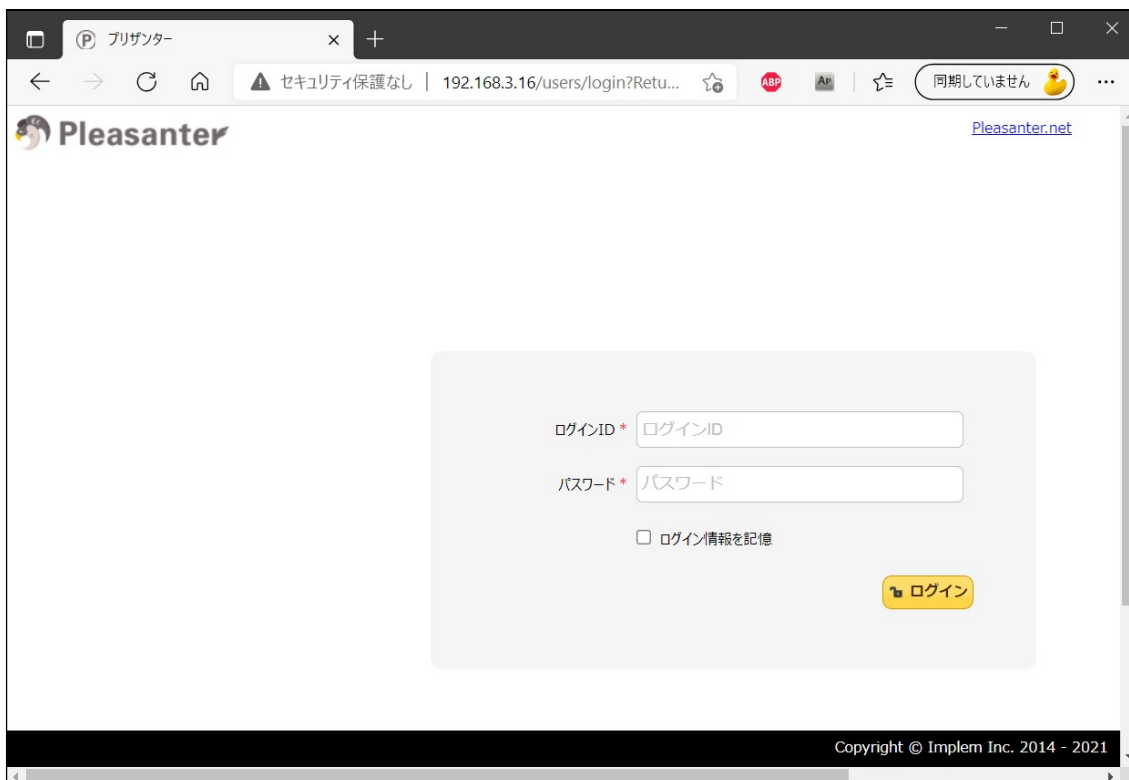 プリザンター
セキュリティ保護なし | 192.168.3.16/users/login?Retu... ABP AP 同期していません
Pleasanter Pleasanter.net
ログインID * ログインID
パスワード * パスワード
ログイン情報を記憶
ログイン
Copyright © Implem Inc. 2014 - 2021